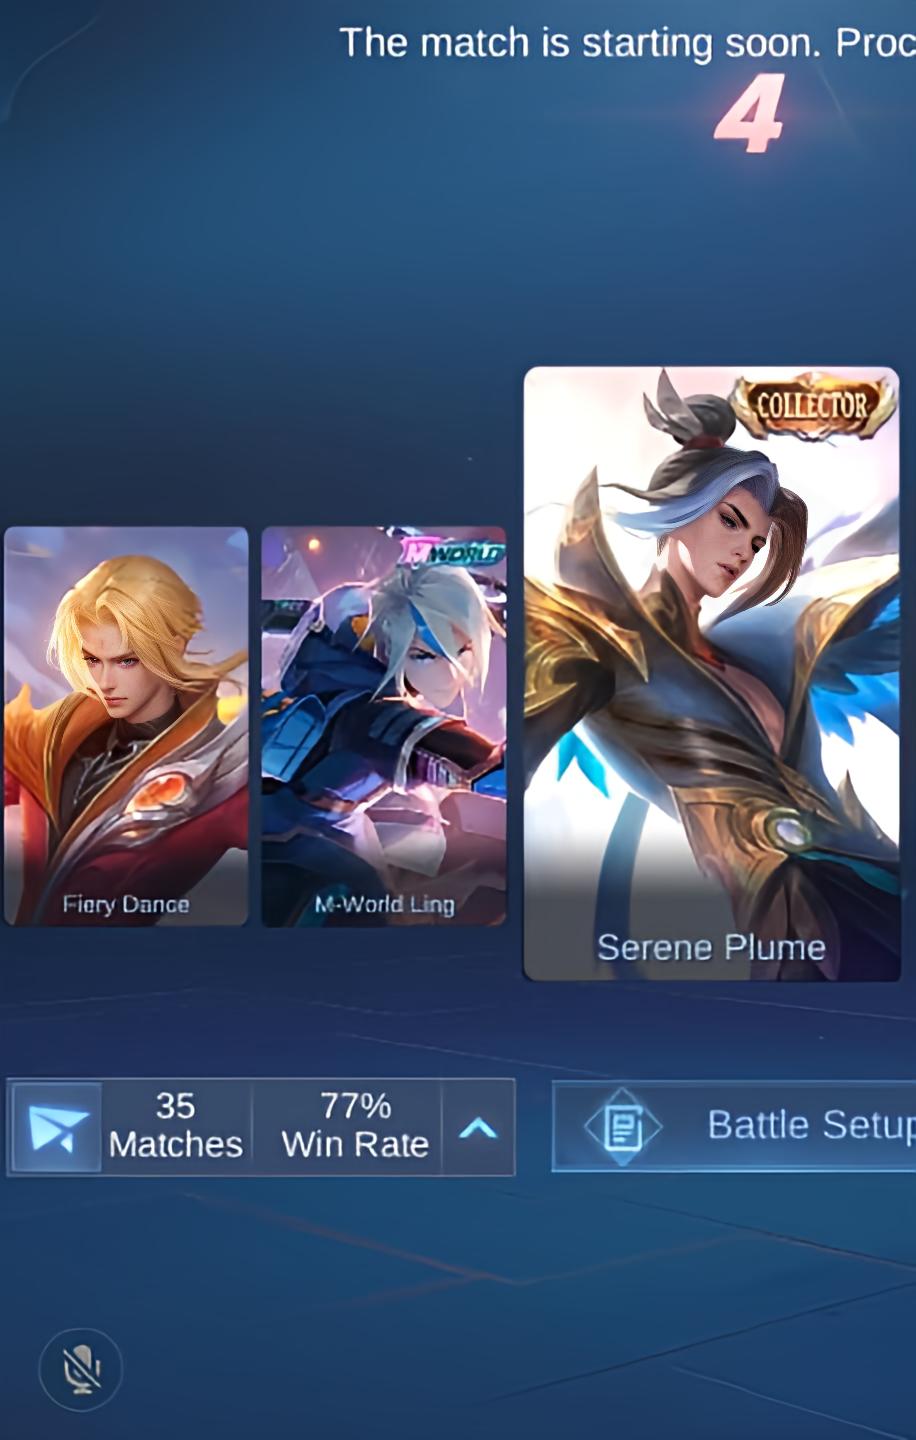 The match is starting soon. Proc
4
COLLECTOR
MWORLD
Fiery Dance
M-World Ling
Serene Plume
35
Matches
77%
Win Rate
Battle Setup